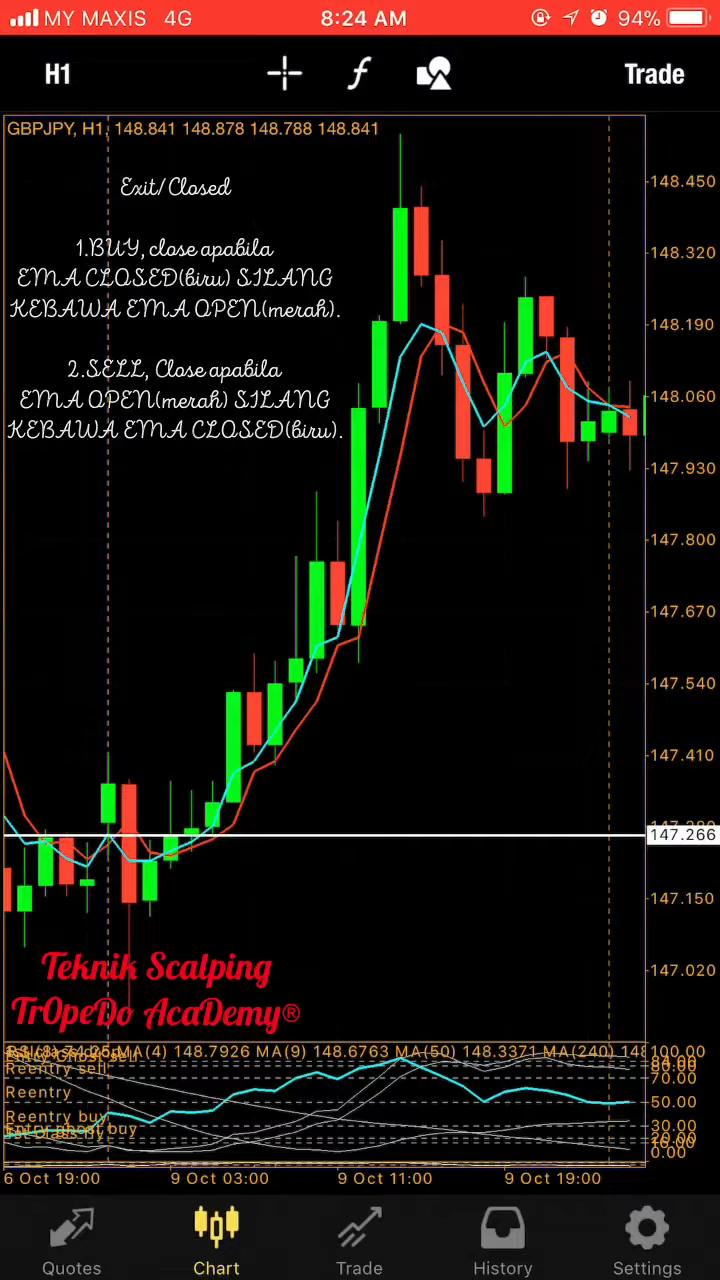 MY MAXIS 4G 8:24 AM 94%
H1 f Trade
GBPJPY, H1, 148.841 148.878 148.788 148.841
Exit/Closed
1.BUY, close apabila
EMA CLOSED(biru) SILANG
KEBAWA EMA OPEN(merah).
2.SELL, Close apabila
EMA OPEN(merah) SILANG
KEBAWA EMA CLOSED(biru).
148.450
148.320
148.190
148.060
147.930
147.800
147.670
147.540
147.410
147.266
147.150
147.020
Teknik Scalping
TrOpeDo AcaDemy®
MA(4) 148.7926 MA(9) 148.6763 MA(50) 148.3371 MA(240) 148
Reentry sell
Reentry
Reentry buy
100.00
70.00
50.00
30.00
0.00
6 Oct 19:00 9 Oct 03:00 9 Oct 11:00 9 Oct 19:00
Quotes Chart Trade History Settings